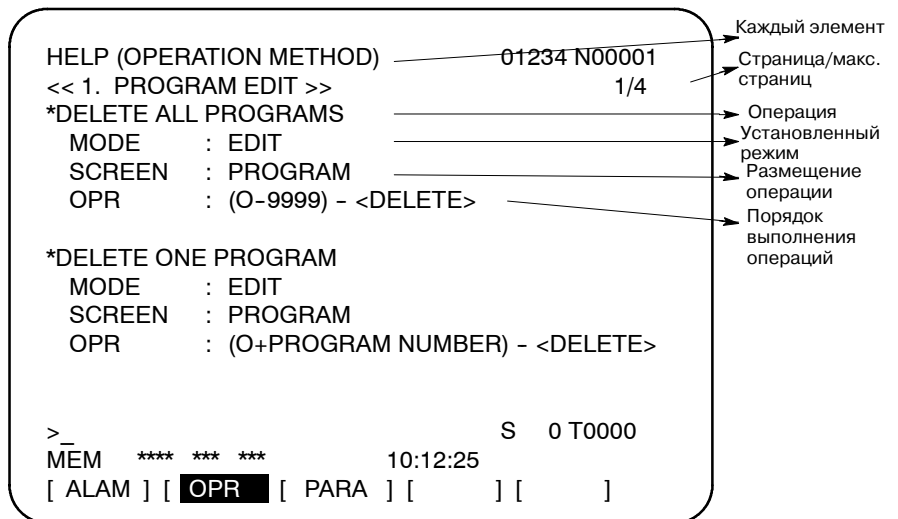 HELP (OPERATION METHOD) 01234 N00001
<< 1. PROGRAM EDIT >> 1/4
*DELETE ALL PROGRAMS
MODE : EDIT
SCREEN : PROGRAM
OPR : (O-9999) - <DELETE>
*DELETE ONE PROGRAM
MODE : EDIT
SCREEN : PROGRAM
OPR : (O+PROGRAM NUMBER) - <DELETE>
>_ S 0 T0000
MEM **** *** *** 10:12:25
[ ALAM ] [ OPR [ PARA ] [ ] [ ]
Каждый элемент
Страница/макс.
страниц
Операция
Установленный
режим
Размещение
операции
Порядок
выполнения
операций